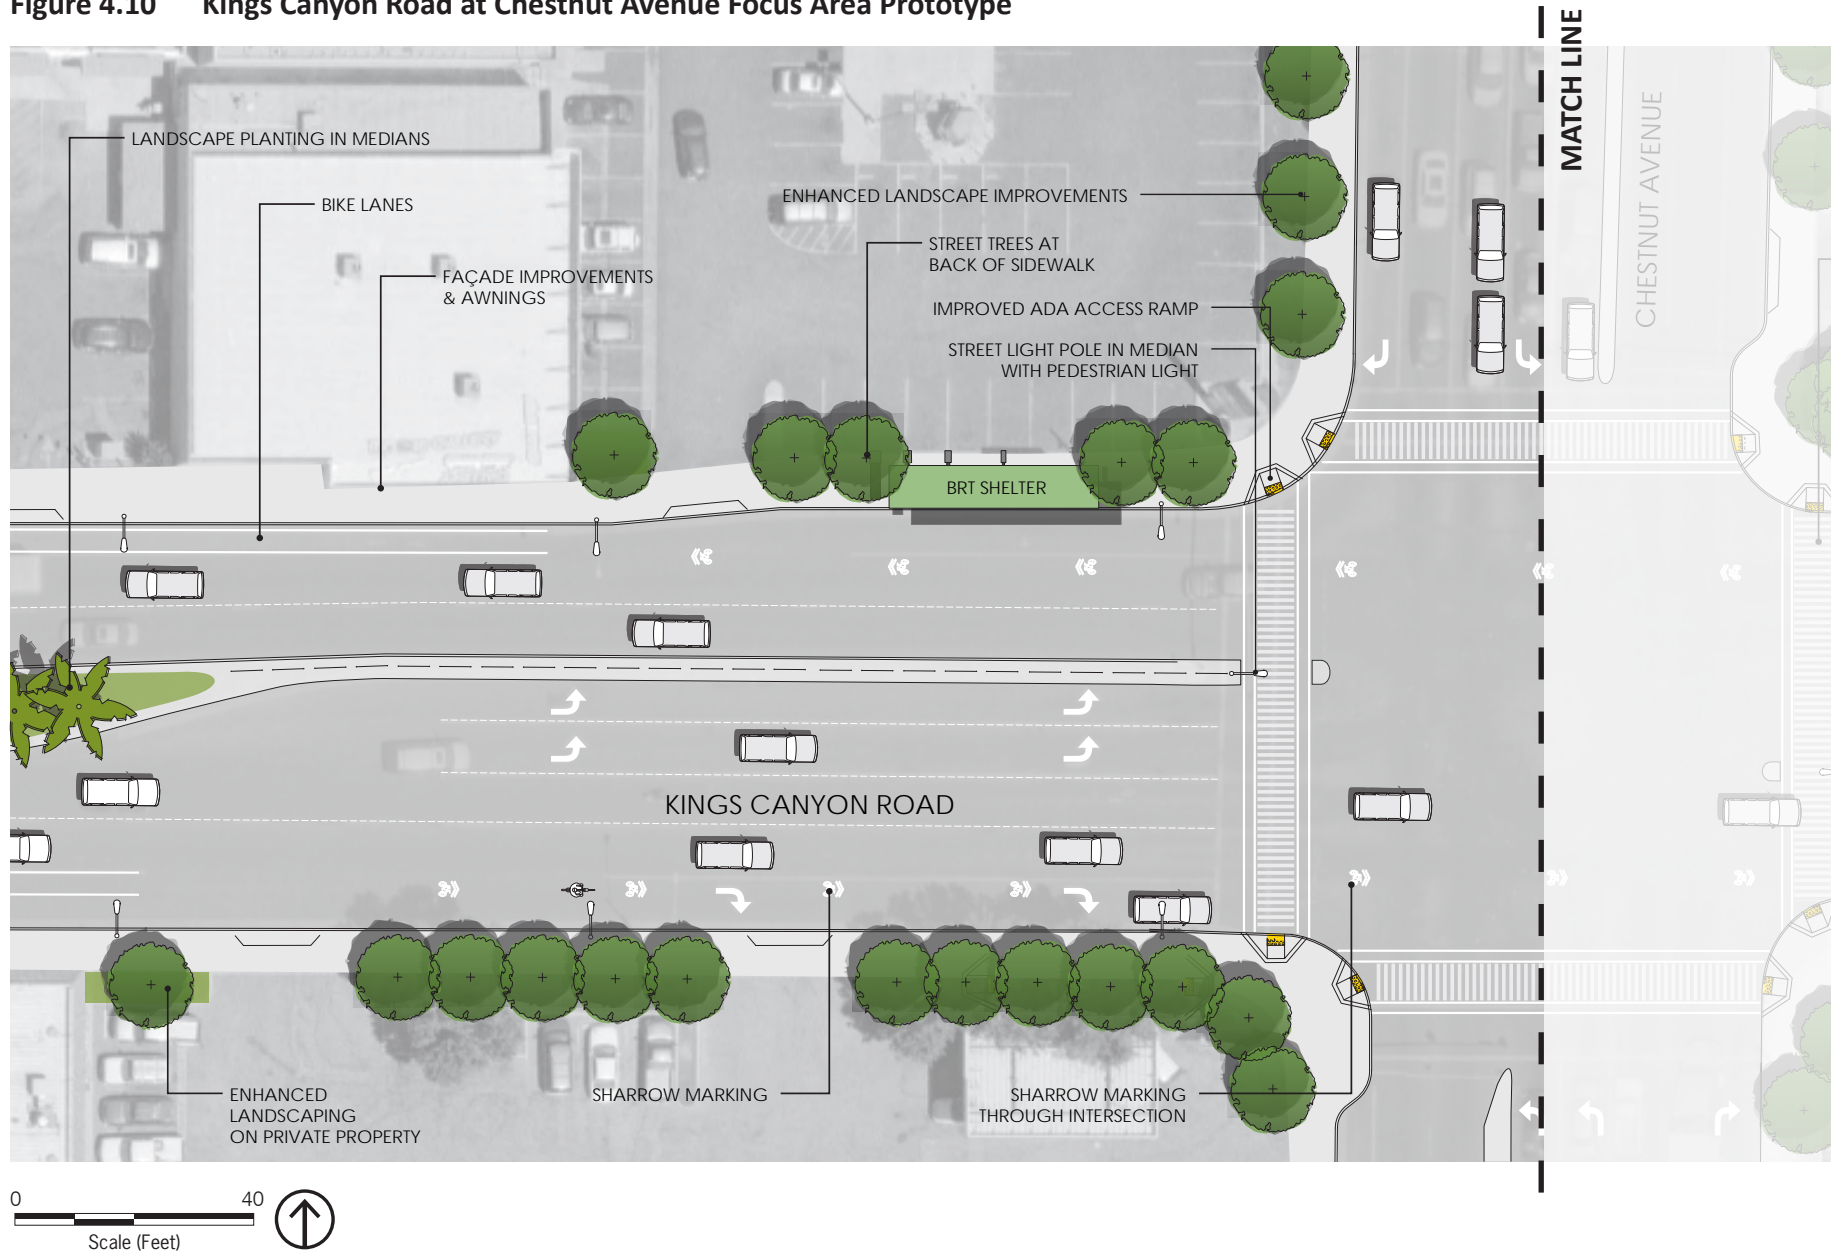 Figure 4.10 Kings Canyon Road at Chestnut Avenue Focus Area Prototype
MATCH LINE
CHESTNUT AVENUE
LANDSCAPE PLANTING IN MEDIANS
BIKE LANES
FAÇADE IMPROVEMENTS
& AWNINGS
ENHANCED LANDSCAPE IMPROVEMENTS
STREET TREES AT
BACK OF SIDEWALK
IMPROVED ADA ACCESS RAMP
STREET LIGHT POLE IN MEDIAN
WITH PEDESTRIAN LIGHT
BRT SHELTER
KINGS CANYON ROAD
ENHANCED
LANDSCAPING
ON PRIVATE PROPERTY
SHARROW MARKING
SHARROW MARKING
THROUGH INTERSECTION
0 40
Scale (Feet)